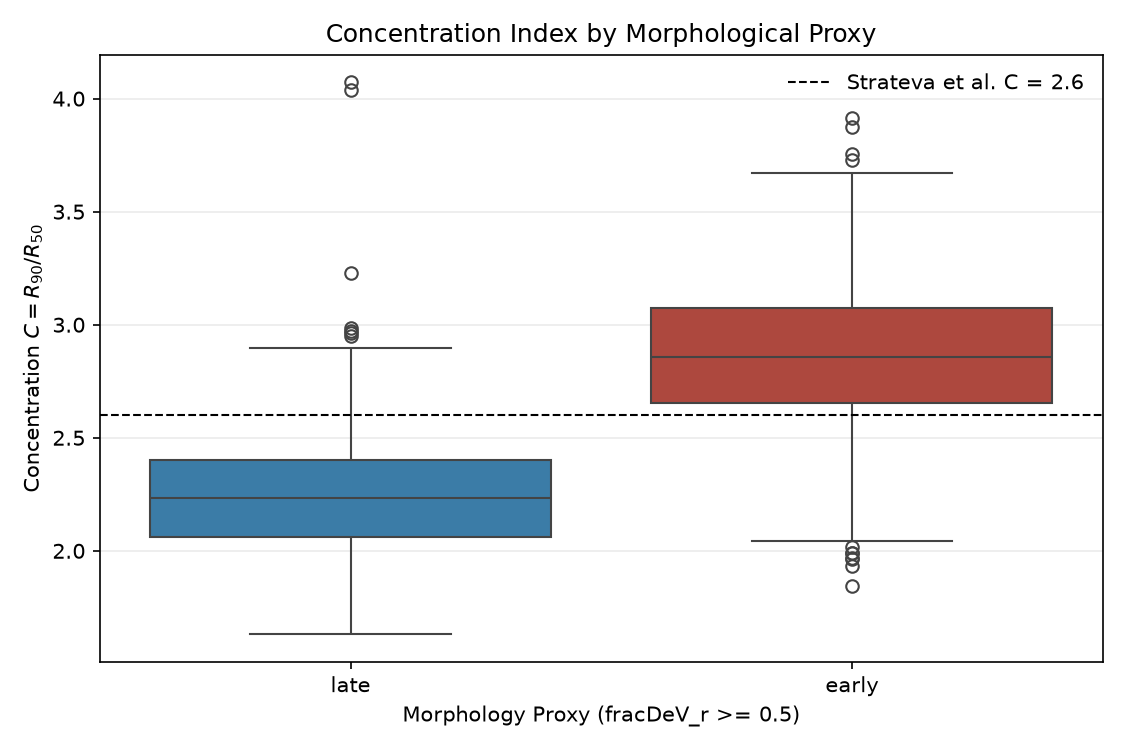 Concentration Index by Morphological Proxy
Strateva et al. C = 2.6
Concentration C = R90/R50
4.0
3.5
3.0
2.5
2.0
late
early
Morphology Proxy (fracDeV_r >= 0.5)